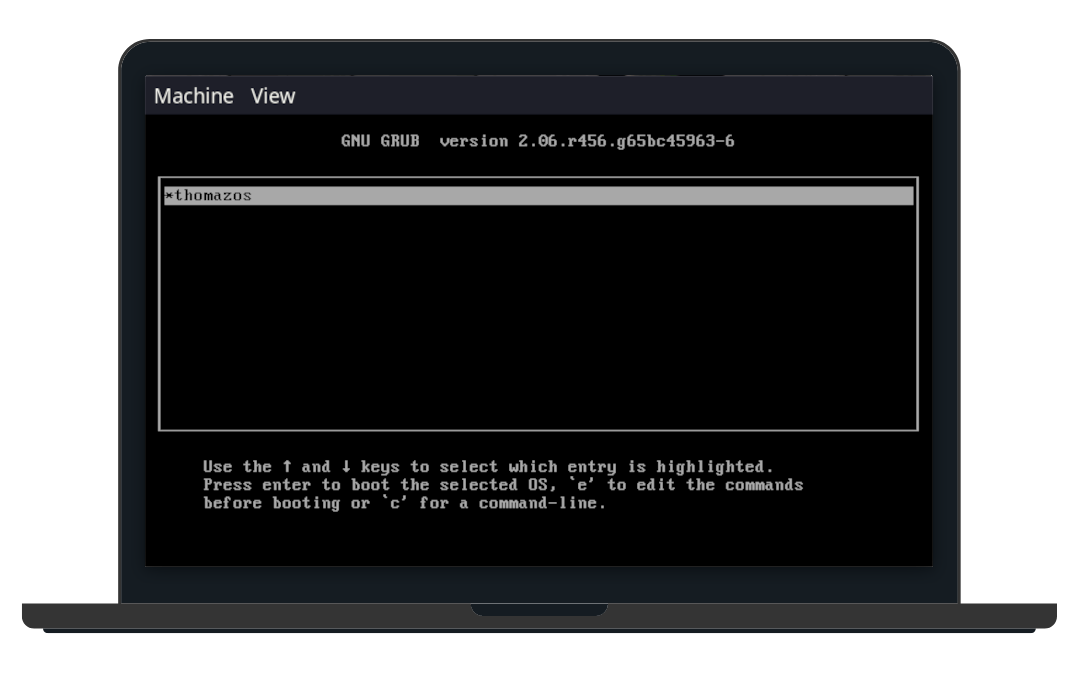 Machine View
GNU GRUB version 2.06.r456.g65bc45963-6
*thomazos
Use the ↑ and ↓ keys to select which entry is highlighted.
Press enter to boot the selected OS, `e' to edit the commands
before booting or `c' for a command-line.